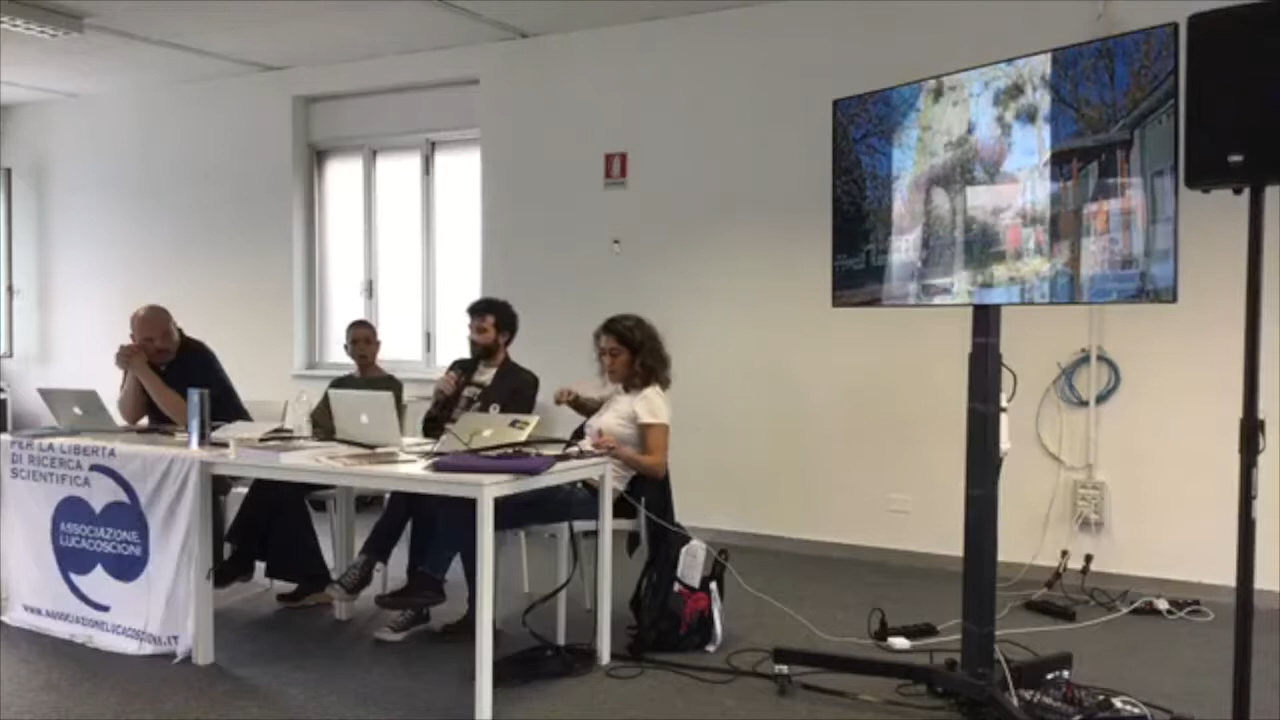 PER LA LIBERTÀ
DI RICERCA
SCIENTIFICA
ASSOCIAZIONE
LUCACOSCIONI
WWW.ASSOCIAZIONELUCACOSCIONI.IT